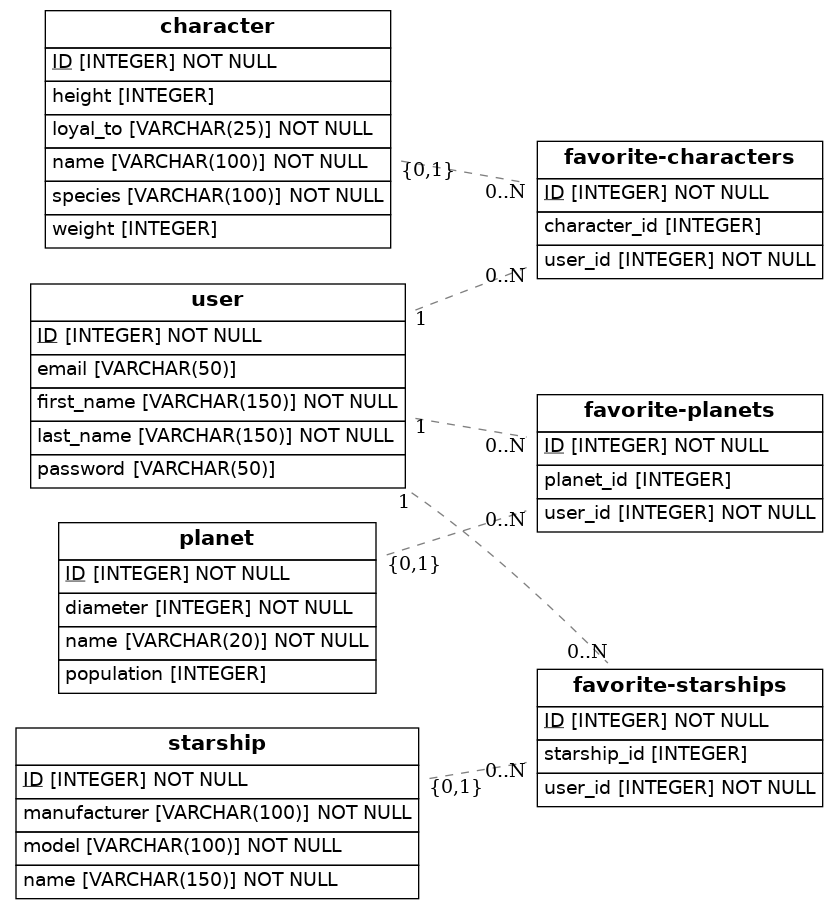 character
ID [INTEGER] NOT NULL
height [INTEGER]
loyal_to [VARCHAR(25)] NOT NULL
name [VARCHAR(100)] NOT NULL
species [VARCHAR(100)] NOT NULL
weight [INTEGER]
{0,1}
0..N
favorite-characters
ID [INTEGER] NOT NULL
character_id [INTEGER]
user_id [INTEGER] NOT NULL
0..N
1
user
ID [INTEGER] NOT NULL
email [VARCHAR(50)]
first_name [VARCHAR(150)] NOT NULL
last_name [VARCHAR(150)] NOT NULL
password [VARCHAR(50)]
1
0..N
favorite-planets
ID [INTEGER] NOT NULL
planet_id [INTEGER]
user_id [INTEGER] NOT NULL
1
0..N
{0,1}
planet
ID [INTEGER] NOT NULL
diameter [INTEGER] NOT NULL
name [VARCHAR(20)] NOT NULL
population [INTEGER]
0..N
favorite-starships
ID [INTEGER] NOT NULL
starship_id [INTEGER]
user_id [INTEGER] NOT NULL
starship
ID [INTEGER] NOT NULL
manufacturer [VARCHAR(100)] NOT NULL
model [VARCHAR(100)] NOT NULL
name [VARCHAR(150)] NOT NULL
{0,1}
0..N